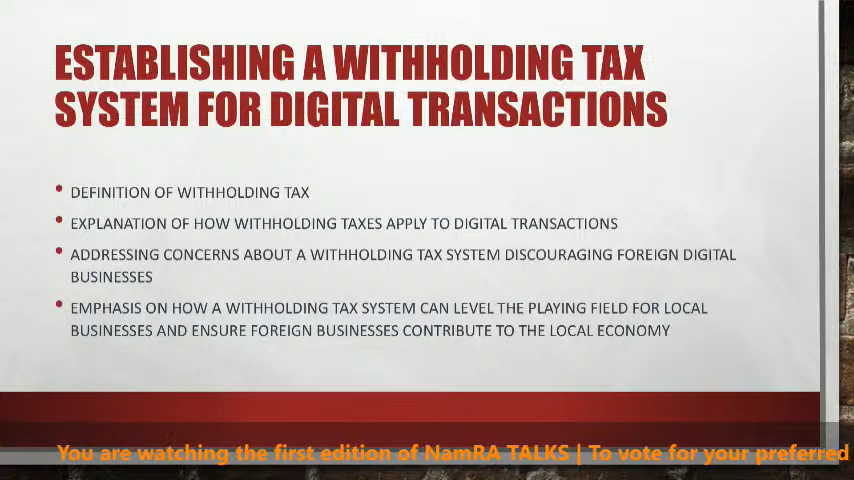 ESTABLISHING A WITHHOLDING TAX
SYSTEM FOR DIGITAL TRANSACTIONS
• DEFINITION OF WITHHOLDING TAX
• EXPLANATION OF HOW WITHHOLDING TAXES APPLY TO DIGITAL TRANSACTIONS
• ADDRESSING CONCERNS ABOUT A WITHHOLDING TAX SYSTEM DISCOURAGING FOREIGN DIGITAL
BUSINESSES
• EMPHASIS ON HOW A WITHHOLDING TAX SYSTEM CAN LEVEL THE PLAYING FIELD FOR LOCAL
BUSINESSES AND ENSURE FOREIGN BUSINESSES CONTRIBUTE TO THE LOCAL ECONOMY
You are watching the first edition of NamRA TALKS | To vote for your preferred